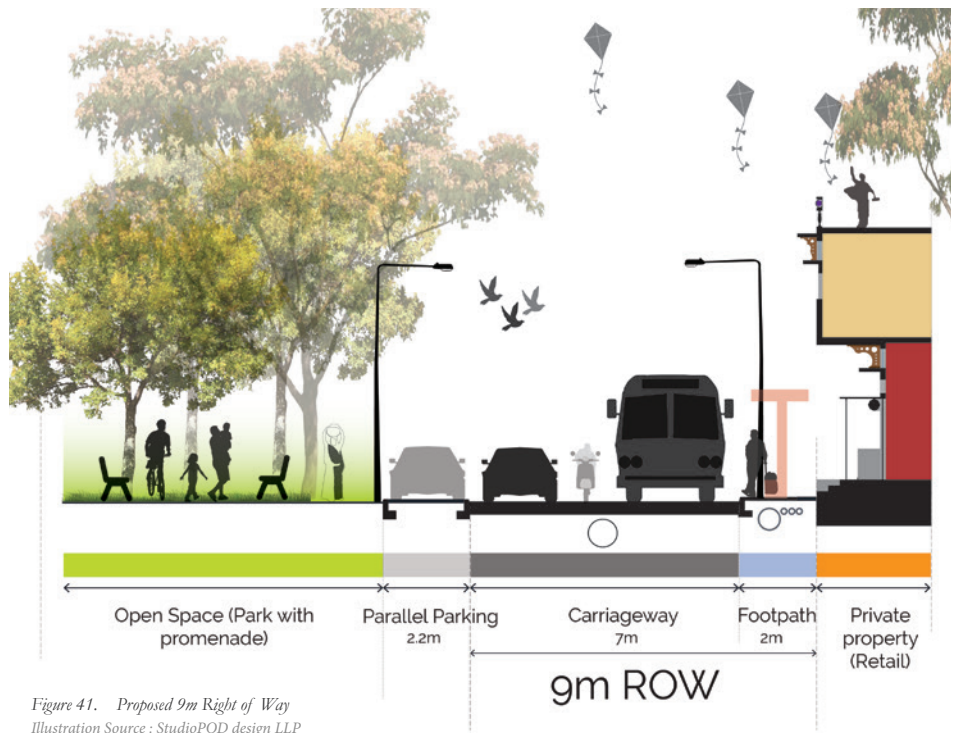 Open Space (Park with
promenade)
Parallel Parking
2.2m
Carriageway
7m
Footpath
2m
Private
property
(Retail)
9m ROW
Figure 41. Proposed 9m Right of Way
Illustration Source : StudioPOD design LLP